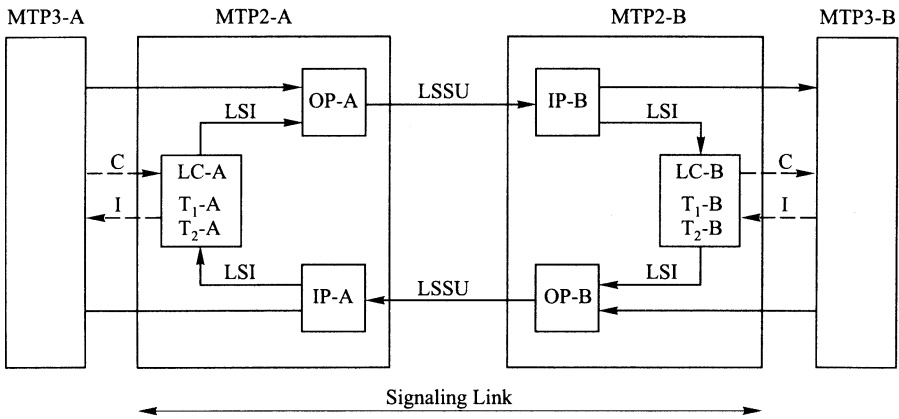 MTP3-A MTP2-A MTP2-B MTP3-B
OP-A LSSU IP-B
LSI LSI
C LC-A LC-B C
I T₁-A T₁-B I
T₂-A T₂-B
LSI LSI
IP-A LSSU OP-B
Signaling Link